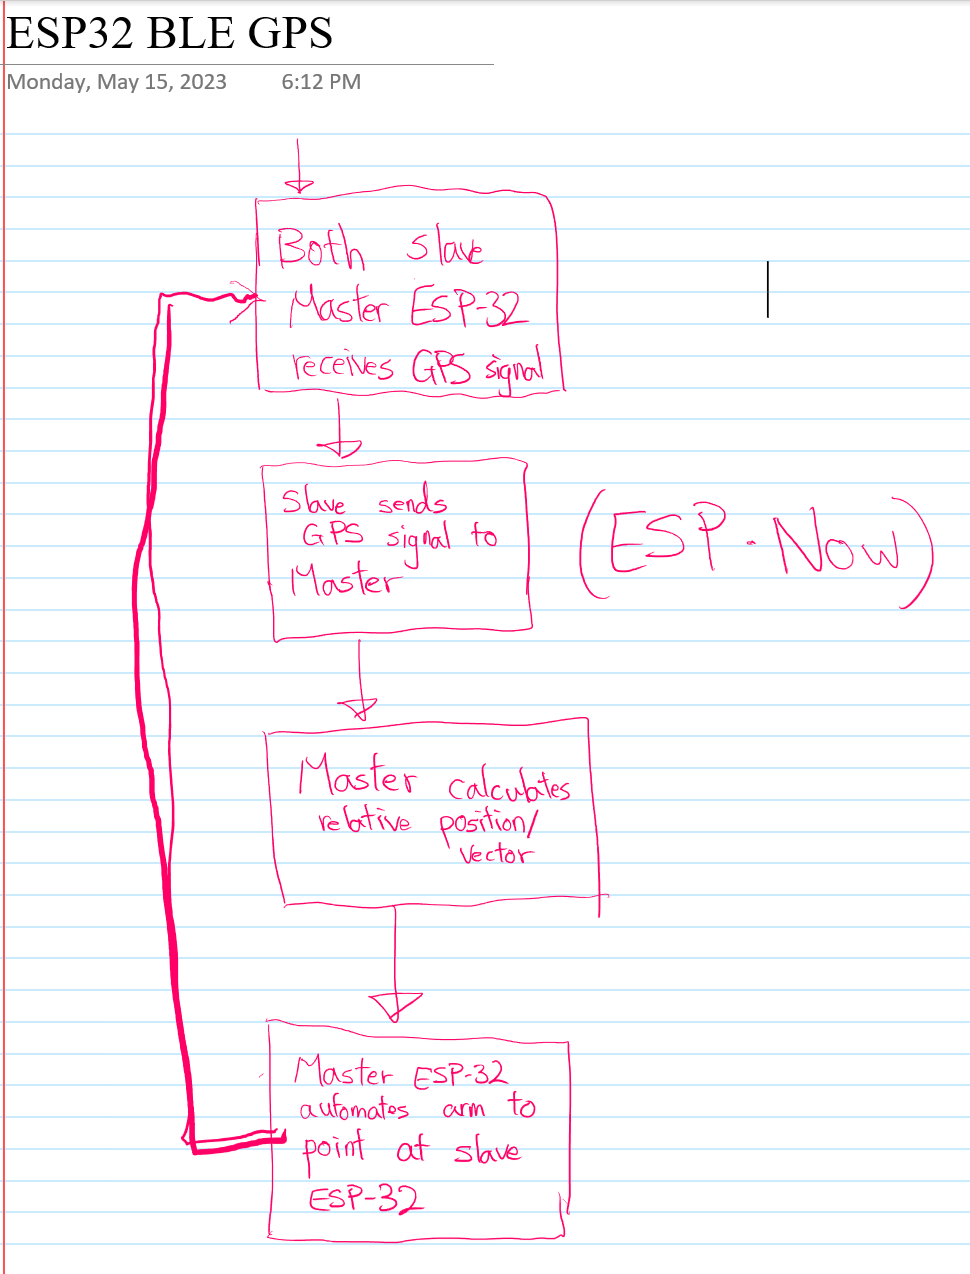 ESP32 BLE GPS
Monday, May 15, 2023 6:12 PM
Both slave
Master ESP-32
receives GPS signal
Slave sends
GPS signal to
Master
(ESP-Now)
Master calculates
relative position/
vector
Master ESP-32
automates arm to
point at slave
ESP-32